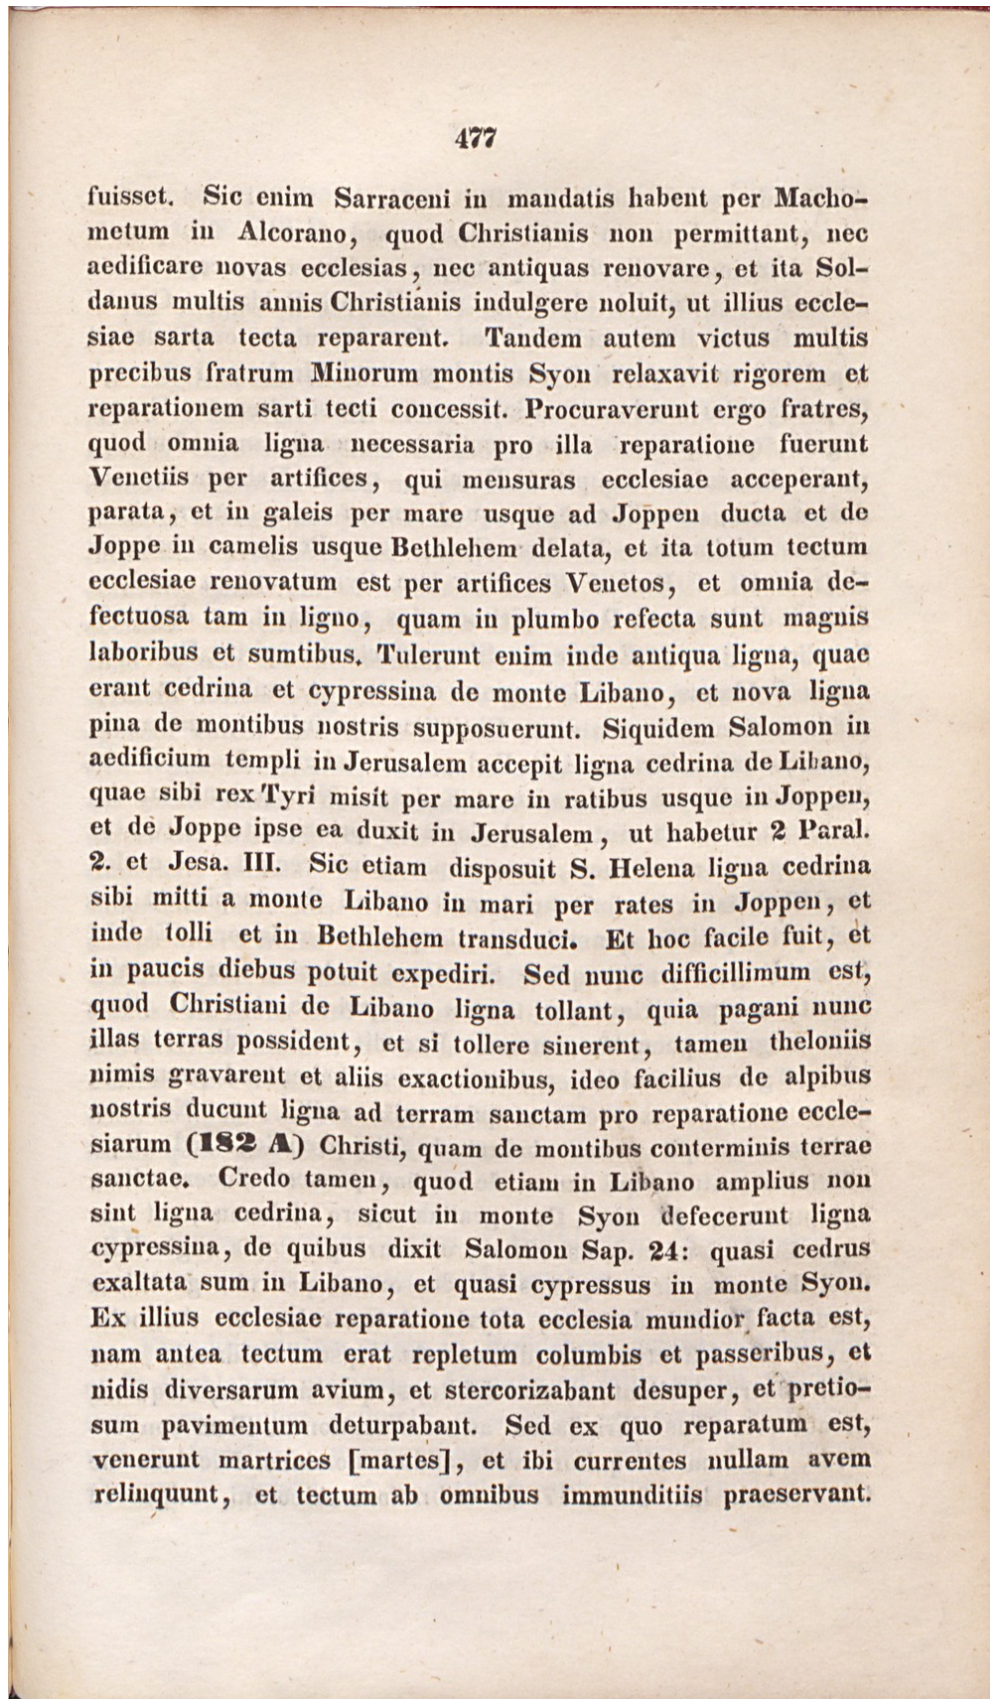 477
fuisset. Sic enim Sarraceni in mandatis habent per Macho-
metum in Alcorano, quod Christianis non permittant, nec
aedificare novas ecclesias, nec antiquas renovare, et ita Sol-
danus multis annis Christianis indulgere noluit, ut illius eccle-
siae sarta tecta repararent. Tandem autem victus multis
precibus fratrum Minorum montis Syon relaxavit rigorem et
reparationem sarti tecti concessit. Procuraverunt ergo fratres,
quod omnia ligna necessaria pro illa reparatione fuerunt
Venetiis per artifices, qui mensuras ecclesiae acceperant,
parata, et in galeis per mare usque ad Joppen ducta et de
Joppe in camelis usque Bethlehem delata, et ita totum tectum
ecclesiae renovatum est per artifices Venetos, et omnia de-
fectuosa tam in ligno, quam in plumbo refecta sunt magnis
laboribus et sumtibus. Tulerunt enim inde antiqua ligna, quae
erant cedrina et cypressina de monte Libano, et nova ligna
pina de montibus nostris supposuerunt. Siquidem Salomon in
aedificium templi in Jerusalem accepit ligna cedrina de Libano,
quae sibi rex Tyri misit per mare in ratibus usque in Joppen,
et de Joppe ipse ea duxit in Jerusalem, ut habetur 2 Paral.
2. et Jesa. III. Sic etiam disposuit S. Helena ligna cedrina
sibi mitti a monte Libano in mari per rates in Joppen, et
inde tolli et in Bethlehem transduci. Et hoc facile fuit, et
in paucis diebus potuit expediri. Sed nunc difficillimum est,
quod Christiani de Libano ligna tollant, quia pagani nunc
illas terras possident, et si tollere sinerent, tamen theloniis
nimis gravarent et aliis exactionibus, ideo facilius de alpibus
nostris ducunt ligna ad terram sanctam pro reparatione eccle-
siarum (182 A) Christi, quam de montibus conterminis terrae
sanctae. Credo tamen, quod etiam in Libano amplius non
sint ligna cedrina, sicut in monte Syon defecerunt ligna
cypressina, de quibus dixit Salomon Sap. 24: quasi cedrus
exaltata sum in Libano, et quasi cypressus in monte Syon.
Ex illius ecclesiae reparatione tota ecclesia mundior facta est,
nam antea tectum erat repletum columbis et passeribus, et
nidis diversarum avium, et stercorizabant desuper, et pretio-
sum pavimentum deturpabant. Sed ex quo reparatum est,
venerunt martrices [martes], et ibi currentes nullam avem
relinquunt, et tectum ab omnibus immunditiis praeservant.